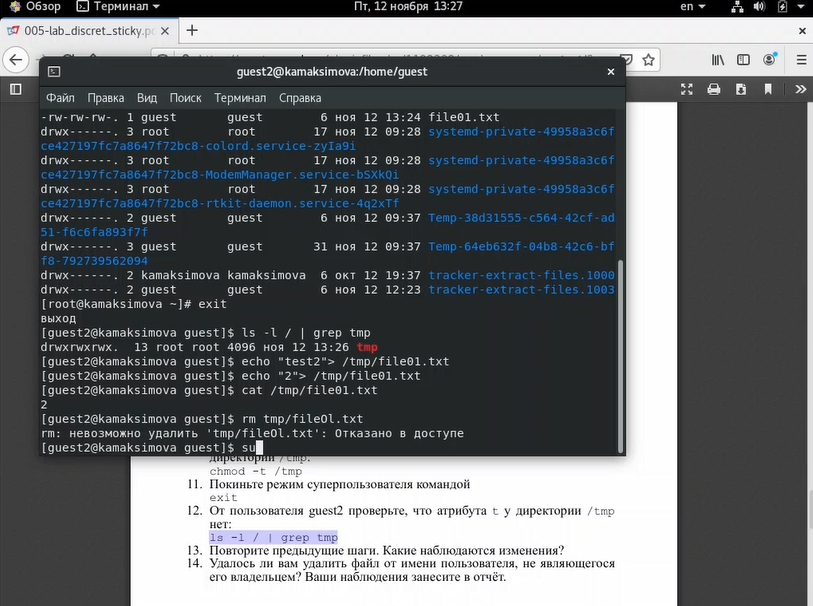 Обзор Терминал Пт, 12 ноября 13:27 en
005-lab_discret_sticky.pd
guest2@kamaksimova:/home/guest
Файл Правка Вид Поиск Терминал Справка
-rw-rw-rw-. 1 guest guest 6 ноя 12 13:24 file01.txt
drwx------. 3 root root 17 ноя 12 09:28 systemd-private-49958a3c6f
ce427197fc7a8647f72bc8-colord.service-zyIa9i
drwx------. 3 root root 17 ноя 12 09:28 systemd-private-49958a3c6f
ce427197fc7a8647f72bc8-ModemManager.service-bSXkQi
drwx------. 3 root root 17 ноя 12 09:28 systemd-private-49958a3c6f
ce427197fc7a8647f72bc8-rtkit-daemon.service-4q2xTf
drwx------. 2 guest guest 6 ноя 12 09:37 Temp-38d31555-c564-42cf-ad
51-f6c6fa893f7f
drwx------. 3 guest guest 31 ноя 12 09:37 Temp-64eb632f-04b8-42c6-bf
f8-792739562094
drwx------. 2 kamaksimova kamaksimova 6 окт 12 19:37 tracker-extract-files.1000
drwx------. 2 guest guest 6 ноя 12 12:23 tracker-extract-files.1003
[root@kamaksimova ~]# exit
выход
[guest2@kamaksimova guest]$ ls -l / | grep tmp
drwxrwxrwx. 13 root root 4096 ноя 12 13:26 tmp
[guest2@kamaksimova guest]$ echo "test2"> /tmp/file01.txt
[guest2@kamaksimova guest]$ echo "2"> /tmp/file01.txt
[guest2@kamaksimova guest]$ cat /tmp/file01.txt
2
[guest2@kamaksimova guest]$ rm tmp/fileOl.txt
rm: невозможно удалить 'tmp/fileOl.txt': Отказано в доступе
[guest2@kamaksimova guest]$ su
директории /tmp:
chmod -t /tmp
11. Покиньте режим суперпользователя командой
exit
12. От пользователя guest2 проверьте, что атрибута t у директории /tmp
нет:
ls -l / | grep tmp
13. Повторите предыдущие шаги. Какие наблюдаются изменения?
14. Удалось ли вам удалить файл от имени пользователя, не являющегося
его владельцем? Ваши наблюдения занесите в отчёт.